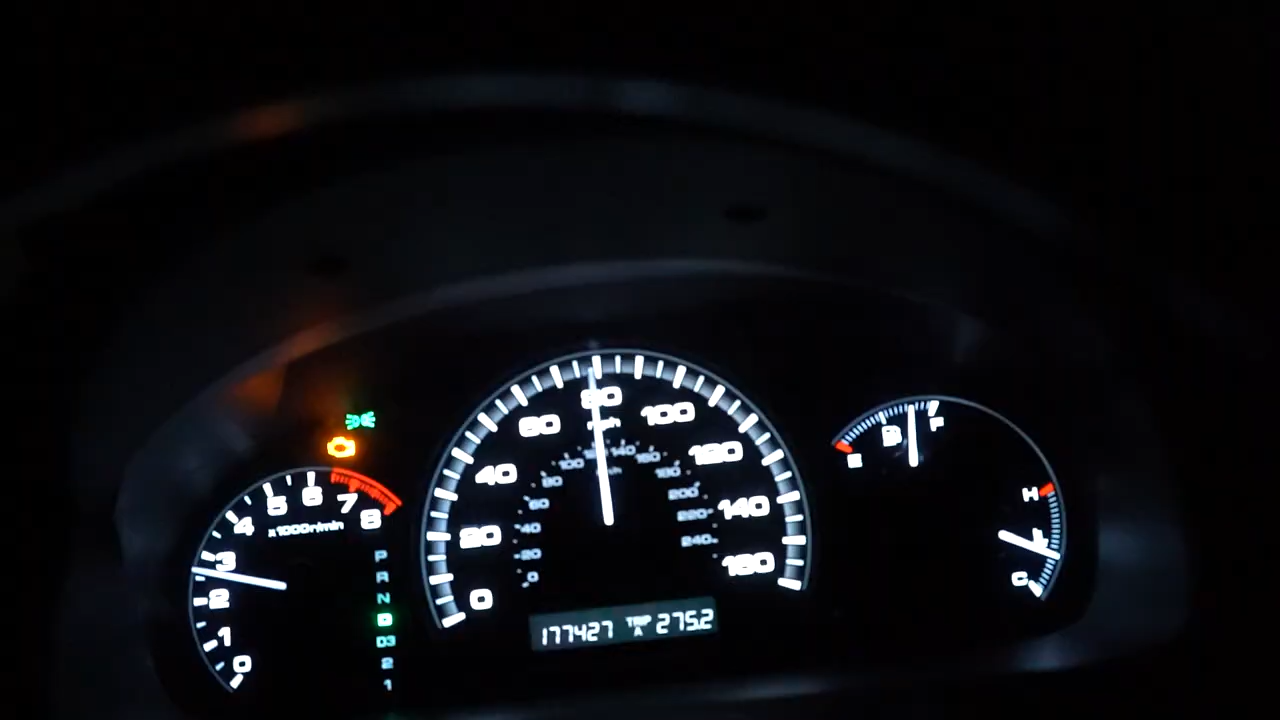 0 1 2 3 4 5 6 7 8
x1000r/min
P
R
N
D
D3
2
1
0 20 40 60 80 100 120 140 160
mph
0 20 40 60 80 100 140 160 180 200 220 240
177427 TRIP A 275.2
E F
H
C